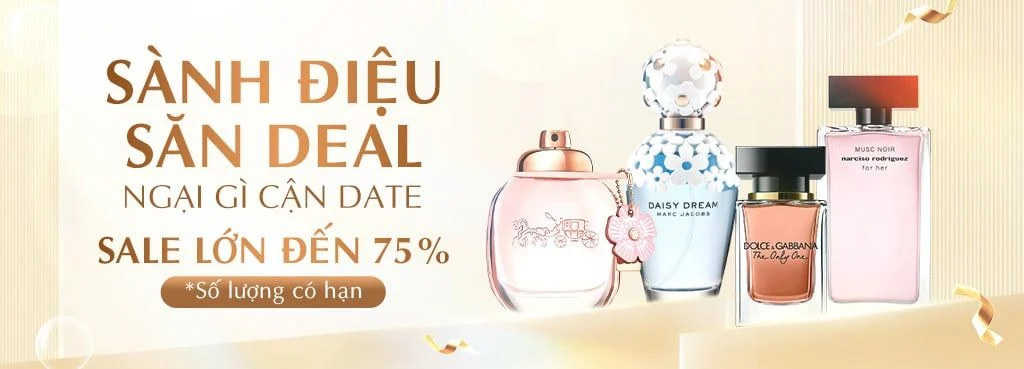 SÀNH ĐIỆU
SĂN DEAL
NGẠI GÌ CẬN DATE
SALE LỚN ĐẾN 75%
*Số lượng có hạn
DAISY DREAM
MARC JACOBS
DOLCE & GABBANA
The Only One
MUSC NOIR
narciso rodriguez
for her